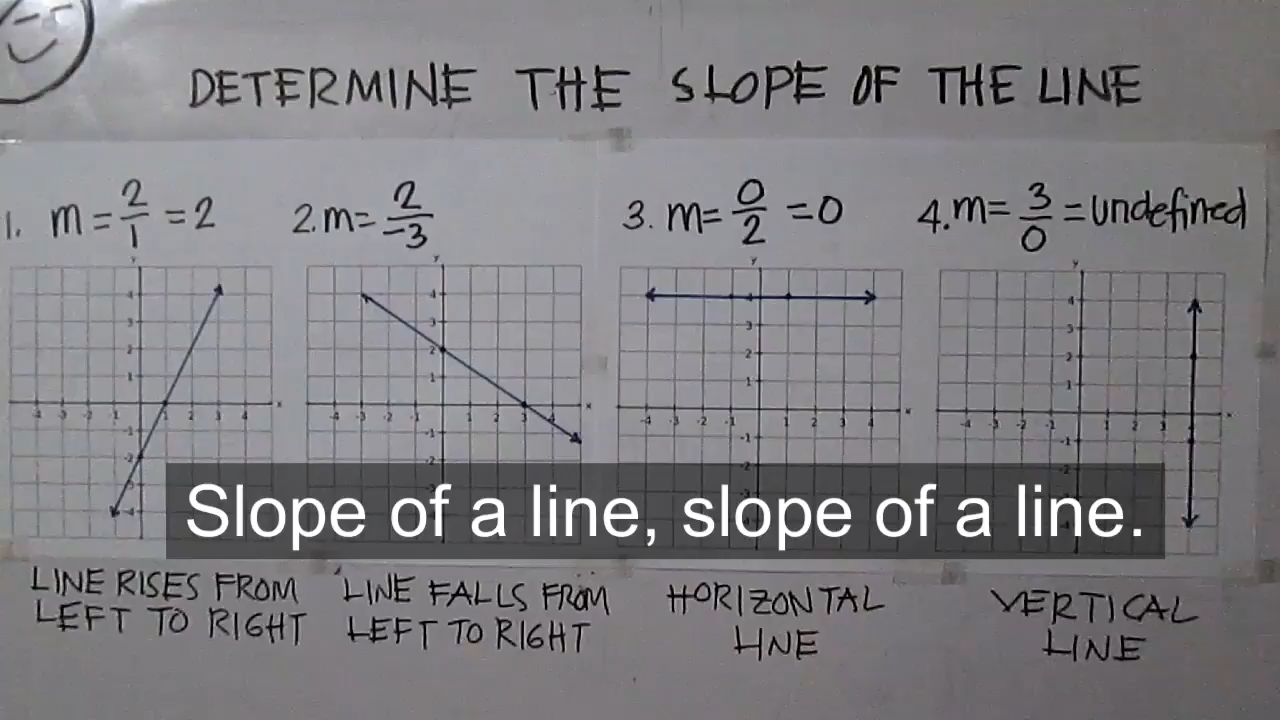 DETERMINE THE SLOPE OF THE LINE
1. m = 2/1 = 2
2. m = 2/-3
3. m = 0/2 = 0
4. m = 3/0 = undefined
Slope of a line, slope of a line.
LINE RISES FROM
LEFT TO RIGHT
LINE FALLS FROM
LEFT TO RIGHT
HORIZONTAL
LINE
VERTICAL
LINE